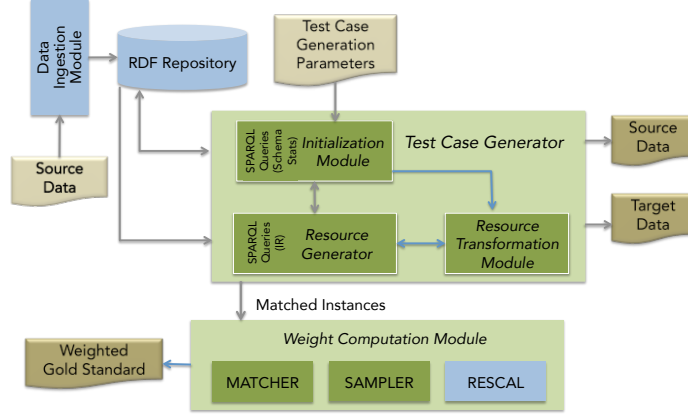 Data
Ingestion
Module
RDF Repository
Test Case
Generation
Parameters
Source
Data
SPARQL
Queries
(Schema
Stats)
Initialization
Module
Test Case Generator
Source
Data
SPARQL
Queries
(IR)
Resource
Generator
Resource
Transformation
Module
Target
Data
Matched Instances
Weight Computation Module
Weighted
Gold Standard
MATCHER
SAMPLER
RESCAL